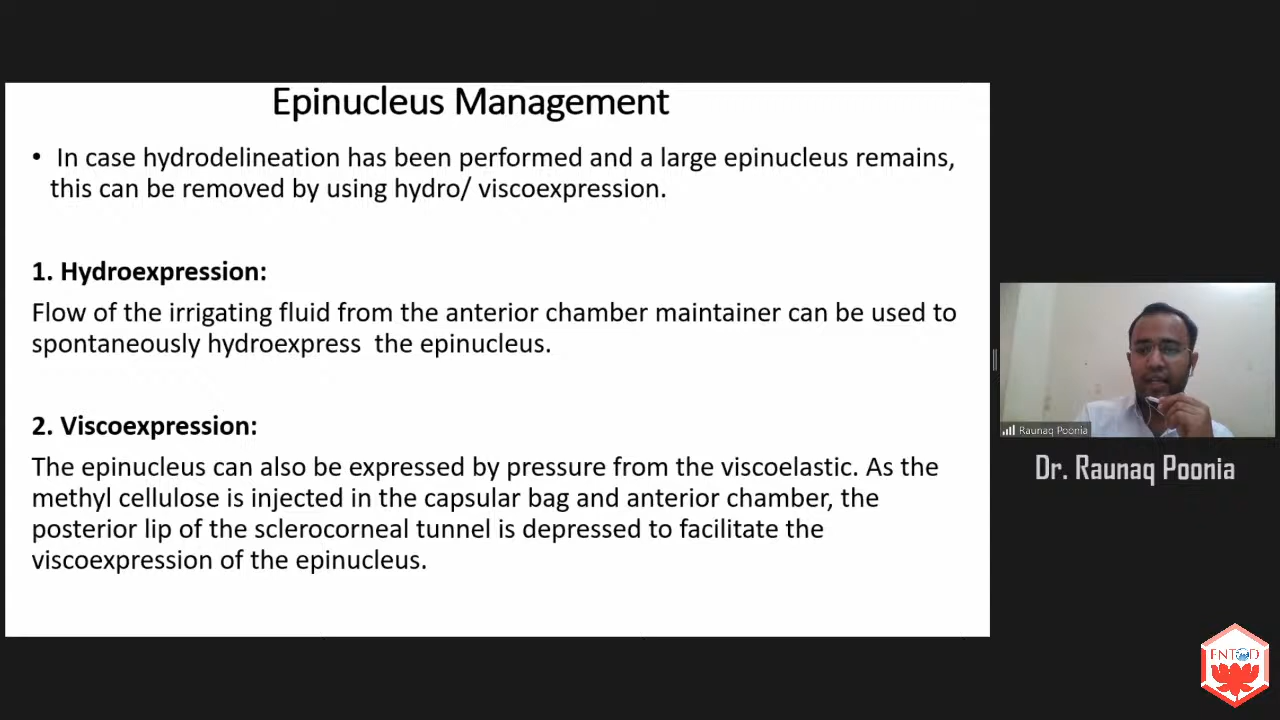 Epinucleus Management
• In case hydrodelineation has been performed and a large epinucleus remains,
this can be removed by using hydro/ viscoexpression.
1. Hydroexpression:
Flow of the irrigating fluid from the anterior chamber maintainer can be used to
spontaneously hydroexpress the epinucleus.
2. Viscoexpression:
The epinucleus can also be expressed by pressure from the viscoelastic. As the
methyl cellulose is injected in the capsular bag and anterior chamber, the
posterior lip of the sclerocorneal tunnel is depressed to facilitate the
viscoexpression of the epinucleus.
Raunaq Poonia
Dr. Raunaq Poonia
ENTOD